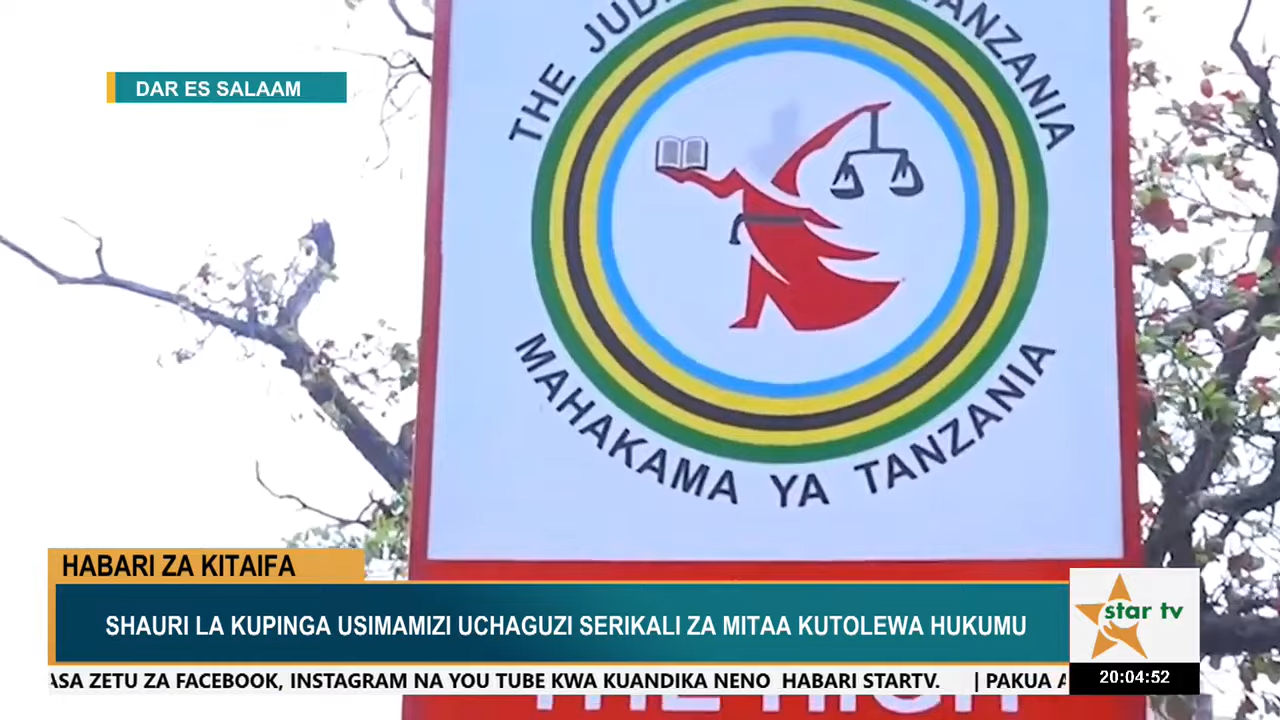 DAR ES SALAAM
THE TANZANIA
MAHAKAMA YA TANZANIA
HABARI ZA KITAIFA
SHAURI LA KUPINGA USIMAMIZI UCHAGUZI SERIKALI ZA MITAA KUTOLEWA HUKUMU
star tv
ZETU ZA FACEBOOK, INSTAGRAM NA YOU TUBE KWA KUANDIKA NENO HABARI STARTV. | PAKUA
20:04:52
THE HIGH